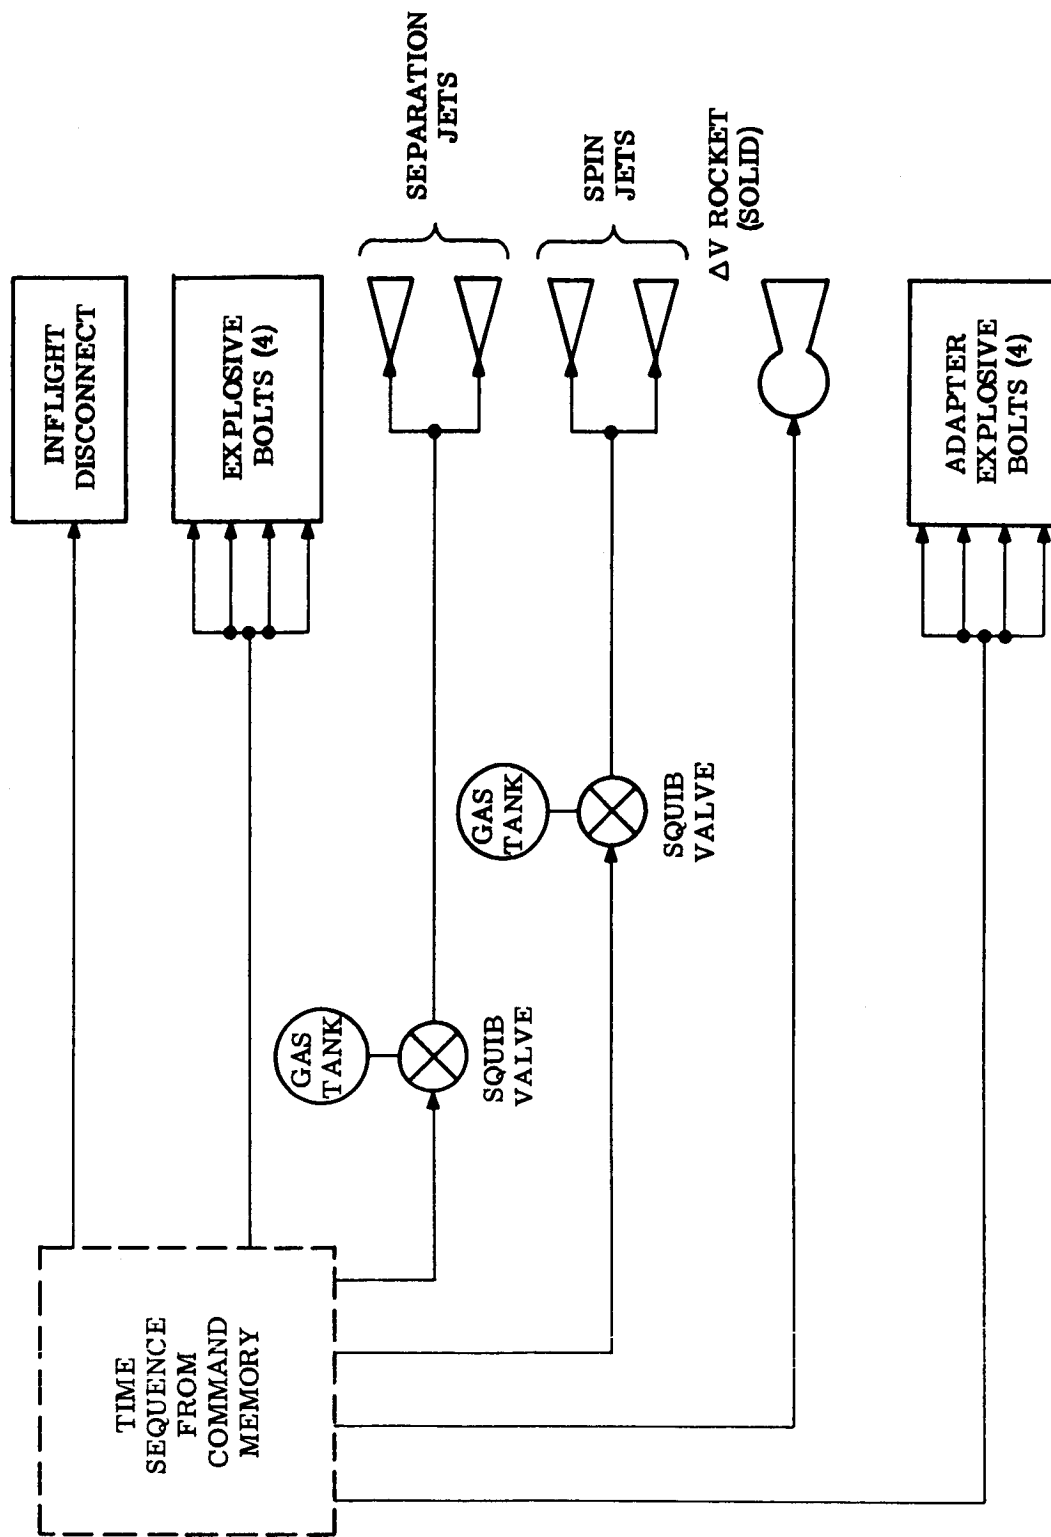 TIME
SEQUENCE
FROM
COMMAND
MEMORY
INFLIGHT
DISCONNECT
EXPLOSIVE
BOLTS (4)
GAS
TANK
SQUIB
VALVE
SEPARATION
JETS
GAS
TANK
SQUIB
VALVE
SPIN
JETS
ΔV ROCKET
(SOLID)
ADAPTER
EXPLOSIVE
BOLTS (4)